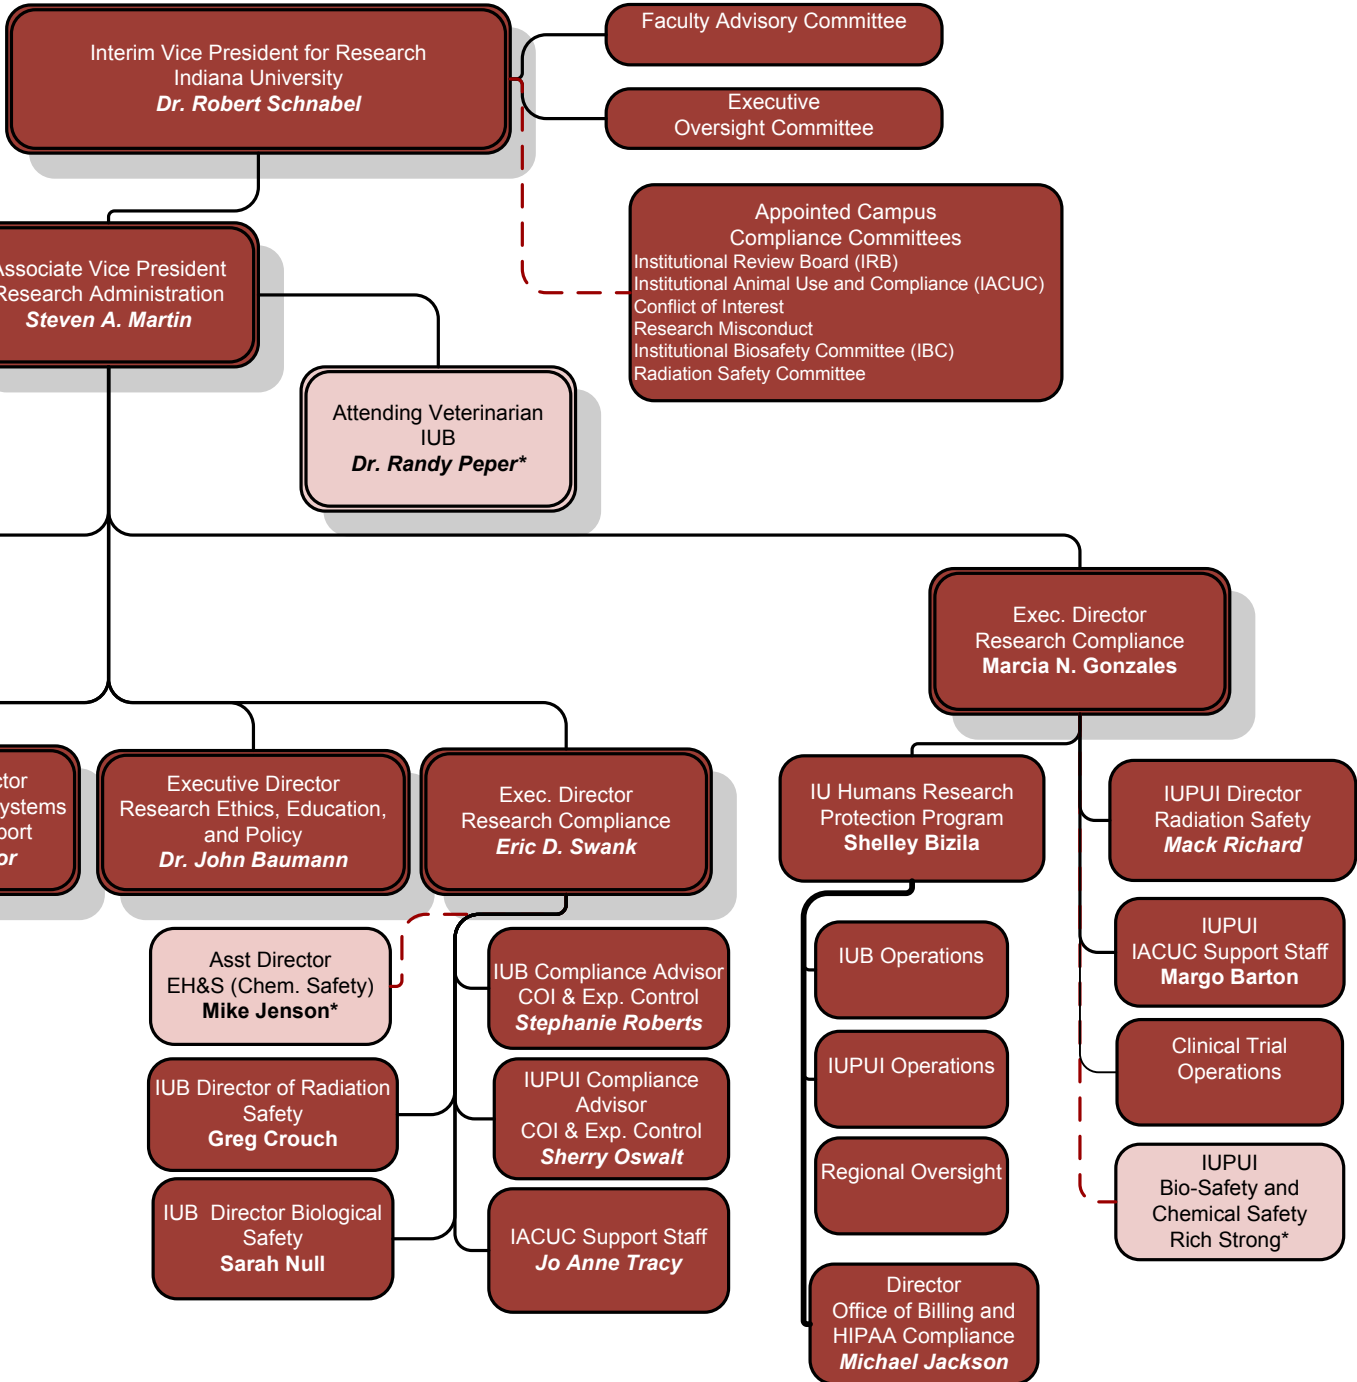 Interim Vice President for Research
Indiana University
Dr. Robert Schnabel
Faculty Advisory Committee
Executive
Oversight Committee
Appointed Campus
Compliance Committees
Institutional Review Board (IRB)
Institutional Animal Use and Compliance (IACUC)
Conflict of Interest
Research Misconduct
Institutional Biosafety Committee (IBC)
Radiation Safety Committee
Associate Vice President
Research Administration
Steven A. Martin
Attending Veterinarian
IUB
Dr. Randy Peper*
Exec. Director
Research Compliance
Marcia N. Gonzales
ctor
ystems
port
or
Executive Director
Research Ethics, Education,
and Policy
Dr. John Baumann
Exec. Director
Research Compliance
Eric D. Swank
IU Humans Research
Protection Program
Shelley Bizila
IUPUI Director
Radiation Safety
Mack Richard
Asst Director
EH&S (Chem. Safety)
Mike Jenson*
IUB Compliance Advisor
COI & Exp. Control
Stephanie Roberts
IUB Operations
IUPUI
IACUC Support Staff
Margo Barton
IUB Director of Radiation
Safety
Greg Crouch
IUPUI Compliance
Advisor
COI & Exp. Control
Sherry Oswalt
IUPUI Operations
Clinical Trial
Operations
IUB  Director Biological
Safety
Sarah Null
IACUC Support Staff
Jo Anne Tracy
Regional Oversight
IUPUI
Bio-Safety and
Chemical Safety
Rich Strong*
Director
Office of Billing and
HIPAA Compliance
Michael Jackson